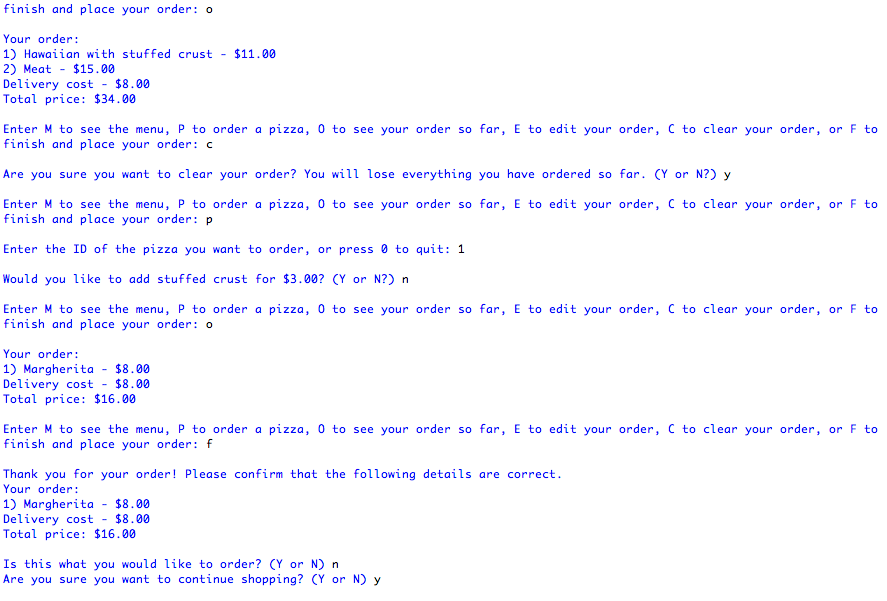 finish and place your order: o
Your order:
1) Hawaiian with stuffed crust - $11.00
2) Meat - $15.00
Delivery cost - $8.00
Total price: $34.00
Enter M to see the menu, P to order a pizza, O to see your order so far, E to edit your order, C to clear your order, or F to
finish and place your order: c
Are you sure you want to clear your order? You will lose everything you have ordered so far. (Y or N?) y
Enter M to see the menu, P to order a pizza, O to see your order so far, E to edit your order, C to clear your order, or F to
finish and place your order: p
Enter the ID of the pizza you want to order, or press 0 to quit: 1
Would you like to add stuffed crust for $3.00? (Y or N?) n
Enter M to see the menu, P to order a pizza, O to see your order so far, E to edit your order, C to clear your order, or F to
finish and place your order: o
Your order:
1) Margherita - $8.00
Delivery cost - $8.00
Total price: $16.00
Enter M to see the menu, P to order a pizza, O to see your order so far, E to edit your order, C to clear your order, or F to
finish and place your order: f
Thank you for your order! Please confirm that the following details are correct.
Your order:
1) Margherita - $8.00
Delivery cost - $8.00
Total price: $16.00
Is this what you would like to order? (Y or N) n
Are you sure you want to continue shopping? (Y or N) y